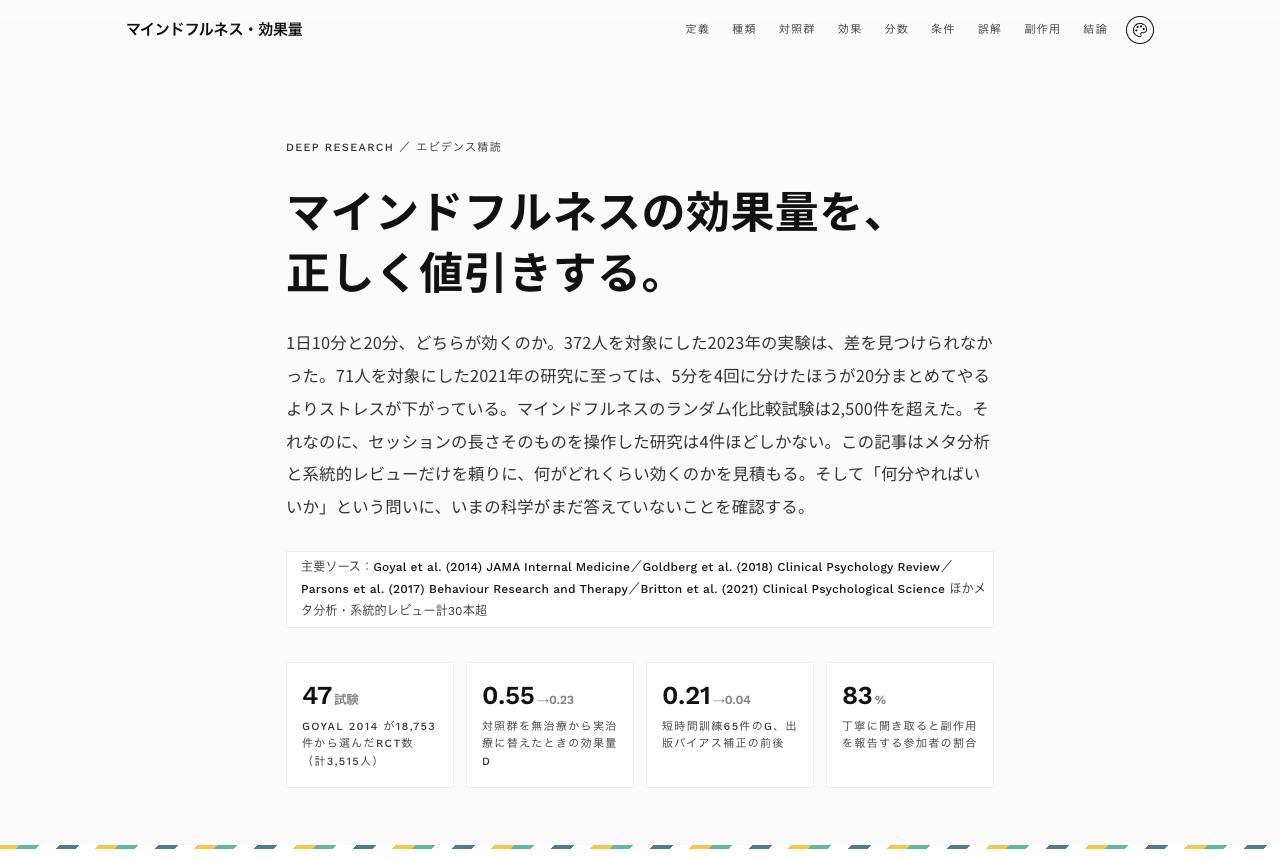 マインドフルネス・効果量
定義 種類 対照群 効果 分数 条件 誤解 副作用 結論
DEEP RESEARCH ／ エビデンス精読
マインドフルネスの効果量を、
正しく値引きする。
1日10分と20分、どちらが効くのか。372人を対象にした2023年の実験は、差を見つけられなか
った。71人を対象にした2021年の研究に至っては、5分を4回に分けたほうが20分まとめてやる
よりストレスが下がっている。マインドフルネスのランダム化比較試験は2,500件を超えた。そ
れなのに、セッションの長さそのものを操作した研究は4件ほどしかない。この記事はメタ分析
と系統的レビューだけを頼りに、何がどれくらい効くのかを見積もる。そして「何分やればい
いか」という問いに、いまの科学がまだ答えていないことを確認する。
主要ソース：Goyal et al. (2014) JAMA Internal Medicine／Goldberg et al. (2018) Clinical Psychology Review／
Parsons et al. (2017) Behaviour Research and Therapy／Britton et al. (2021) Clinical Psychological Science ほかメ
タ分析・系統的レビュー計30本超
47試験
GOYAL 2014 が18,753
件から選んだRCT数
（計3,515人）
0.55→0.23
対照群を無治療から実治
療に替えたときの効果量
D
0.21→0.04
短時間訓練65件のG、出
版バイアス補正の前後
83%
丁寧に聞き取ると副作用
を報告する参加者の割合